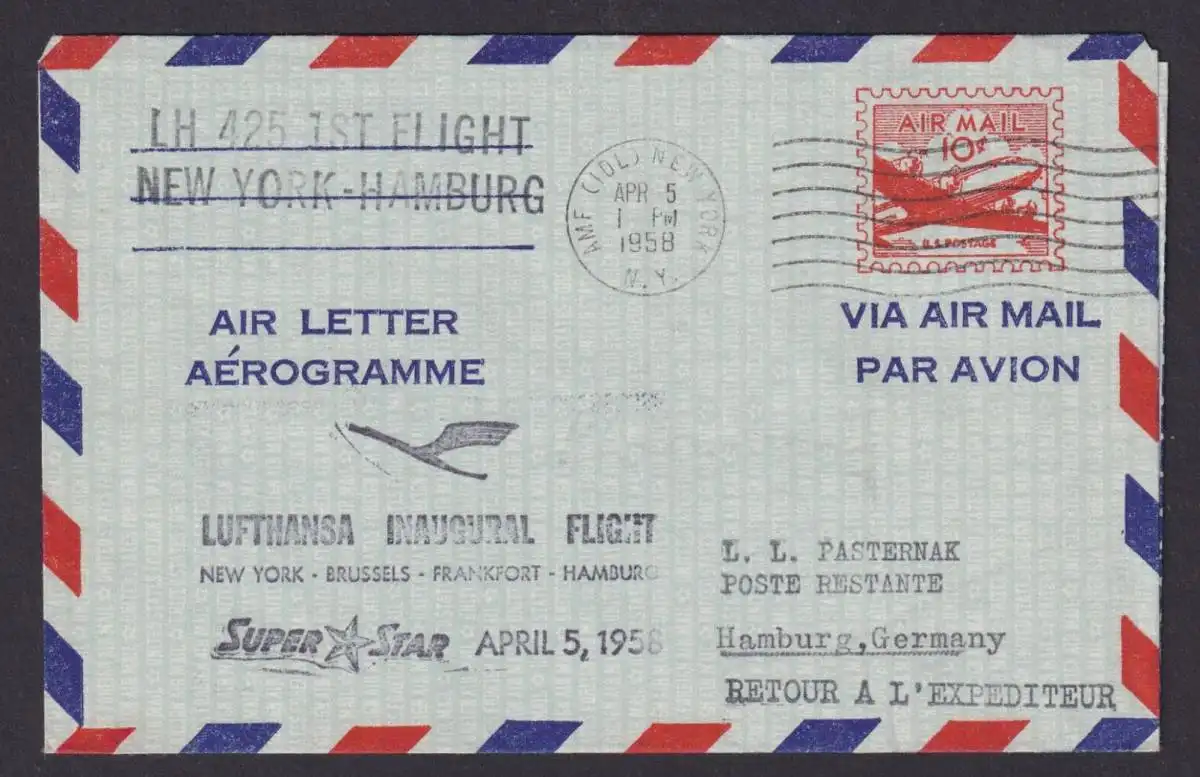 LH 425 1ST FLIGHT
NEW YORK-HAMBURG
AMF (IDL) NEW YORK
APR 5
1 PM
1958
N.Y.
AIR MAIL
10¢
U.S. POSTAGE
AIR LETTER
AÉROGRAMME
VIA AIR MAIL
PAR AVION
LUFTHANSA INAUGURAL FLIGHT
NEW YORK - BRUSSELS - FRANKFORT - HAMBURG
SUPER STAR APRIL 5, 1958
L. L. PASTERNAK
POSTE RESTANTE
Hamburg,Germany
RETOUR A L'EXPEDITEUR